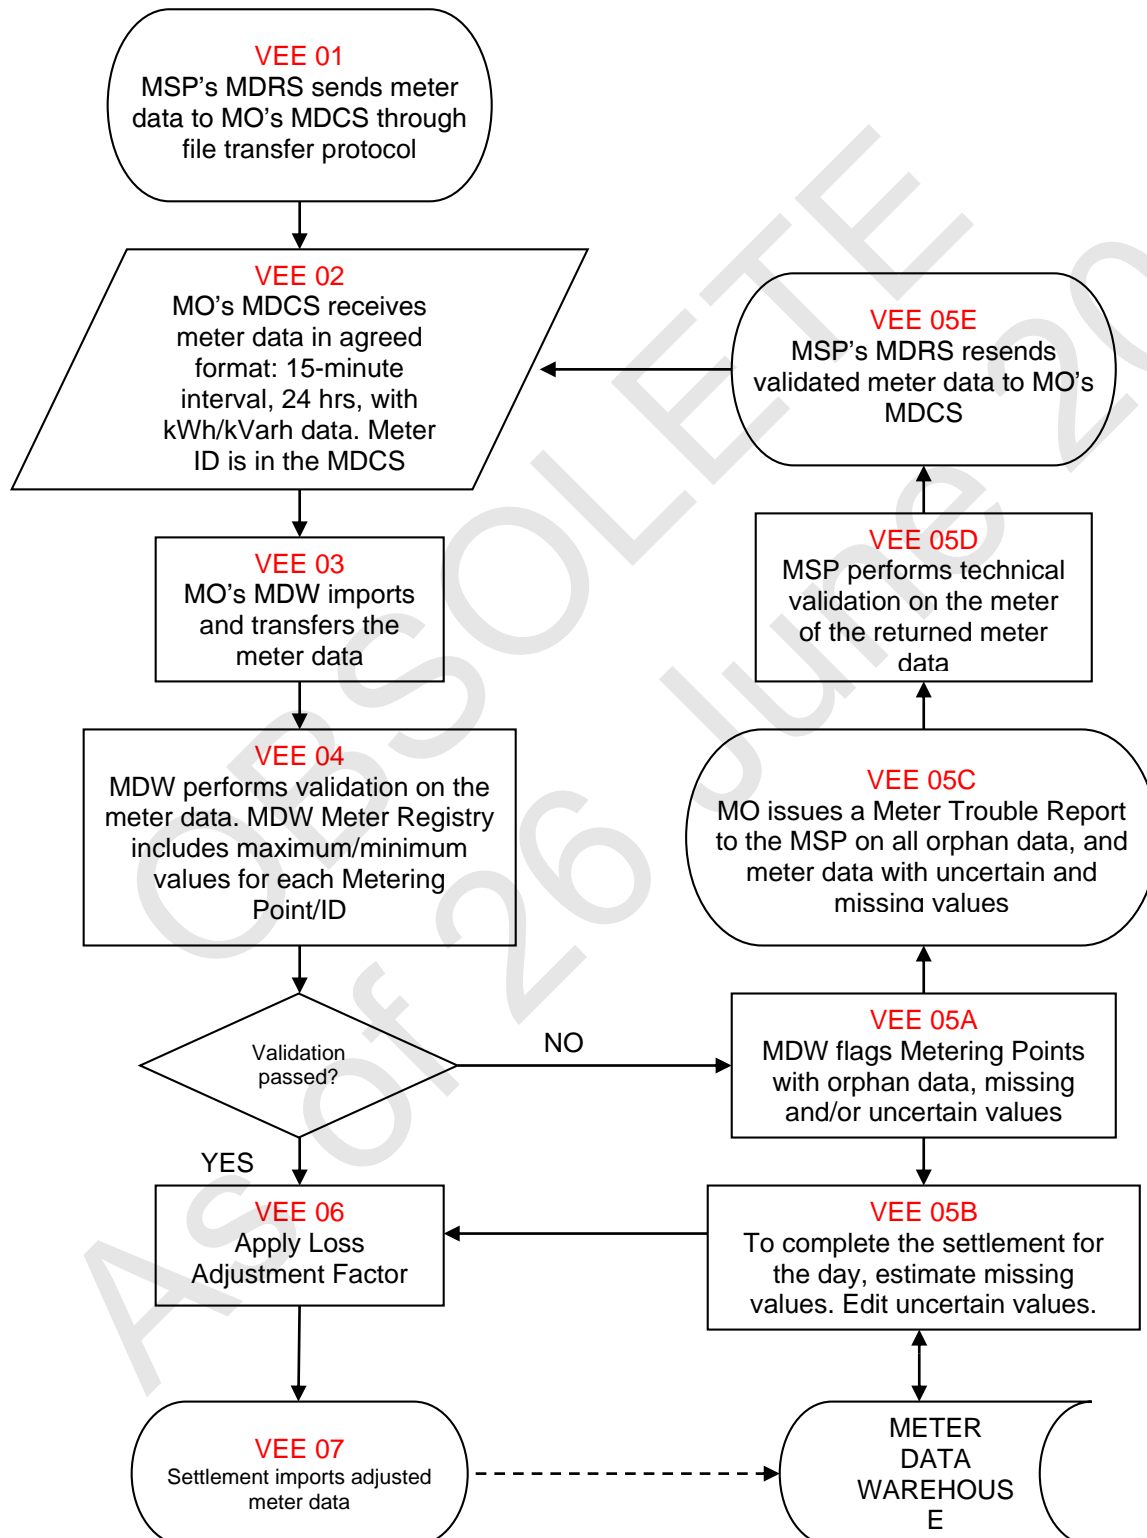 VEE 01
MSP's MDRS sends meter
data to MO's MDCS through
file transfer protocol
VEE 02
MO's MDCS receives
meter data in agreed
format: 15-minute
interval, 24 hrs, with
kWh/kVarh data. Meter
ID is in the MDCS
VEE 03
MO's MDW imports
and transfers the
meter data
VEE 04
MDW performs validation on the
meter data. MDW Meter Registry
includes maximum/minimum
values for each Metering
Point/ID
Validation
passed?
NO
YES
VEE 05A
MDW flags Metering Points
with orphan data, missing
and/or uncertain values
VEE 05B
To complete the settlement for
the day, estimate missing
values. Edit uncertain values.
VEE 05C
MO issues a Meter Trouble Report
to the MSP on all orphan data, and
meter data with uncertain and
missing values
VEE 05D
MSP performs technical
validation on the meter
of the returned meter
data
VEE 05E
MSP's MDRS resends
validated meter data to MO's
MDCS
VEE 06
Apply Loss
Adjustment Factor
VEE 07
Settlement imports adjusted
meter data
METER
DATA
WAREHOUS
E
OBSOLETE
As of 26 June 20